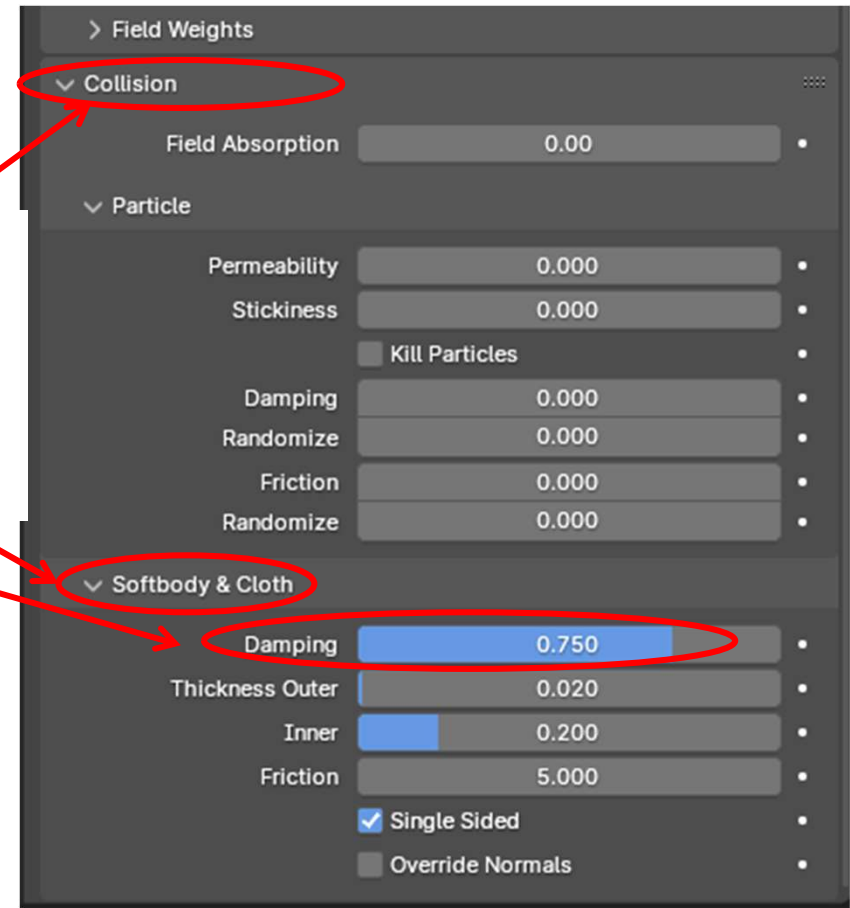 Field Weights
Collision
Field Absorption 0.00
Particle
Permeability 0.000
Stickiness 0.000
Kill Particles
Damping 0.000
Randomize 0.000
Friction 0.000
Randomize 0.000
Softbody & Cloth
Damping 0.750
Thickness Outer 0.020
Inner 0.200
Friction 5.000
Single Sided
Override Normals